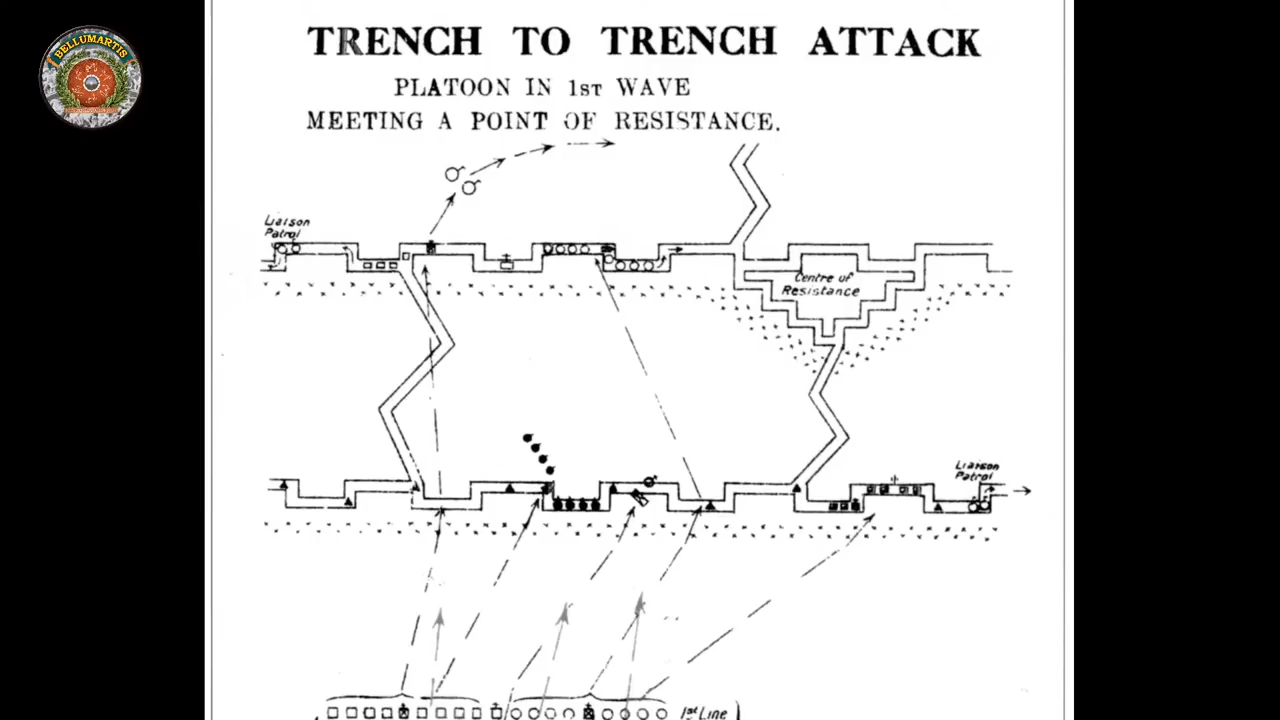 BELLUMARTIS
TRENCH TO TRENCH ATTACK
PLATOON IN 1ST WAVE
MEETING A POINT OF RESISTANCE.
Liaison
Patrol
Centre of
Resistance
Liaison
Patrol
1st Line